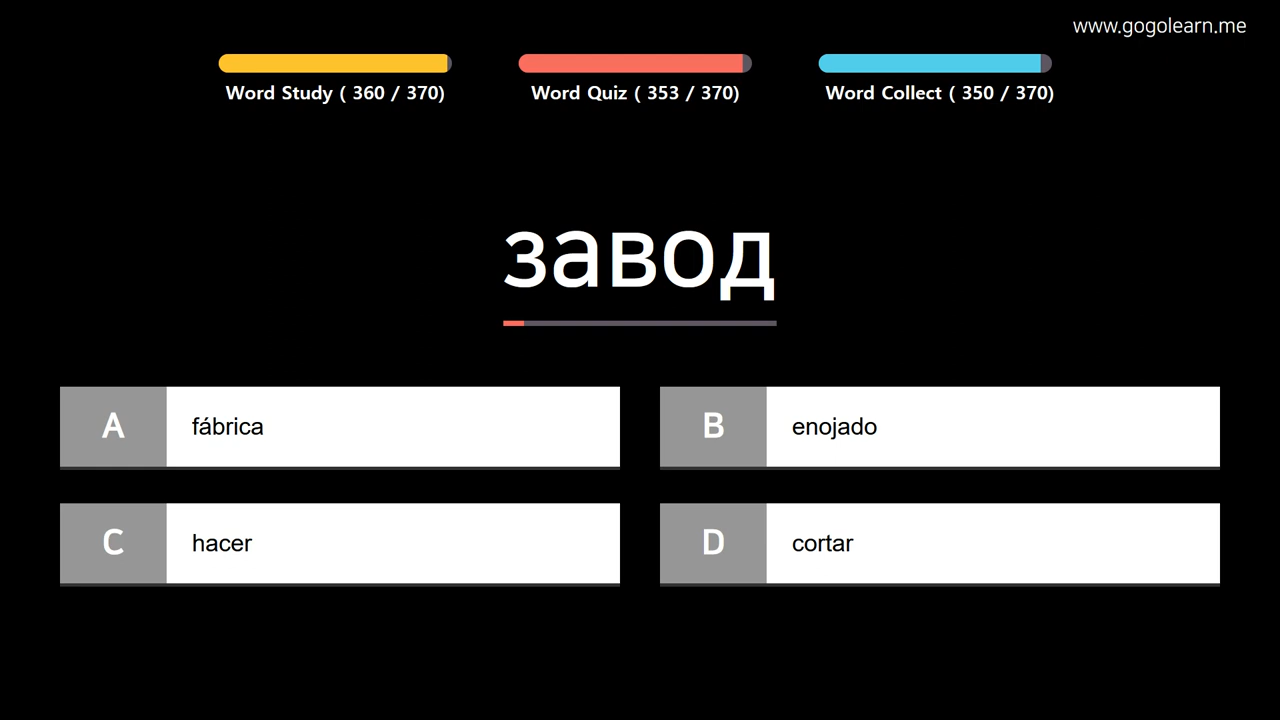 www.gogolearn.me
Word Study ( 360 / 370)
Word Quiz ( 353 / 370)
Word Collect ( 350 / 370)
завод
A
fábrica
B
enojado
C
hacer
D
cortar